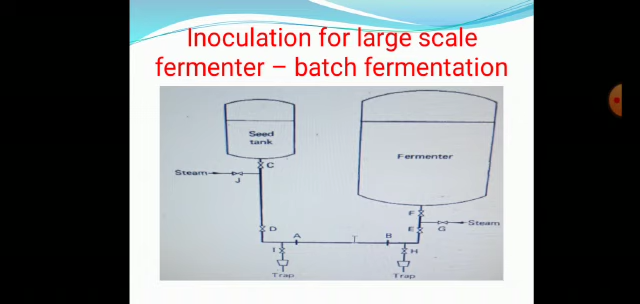 Inoculation for large scale
fermenter – batch fermentation
Seed
tank
Fermenter
C
Steam
J
F
Steam
G
D
A
T
B
E
I
H
Trap
Trap